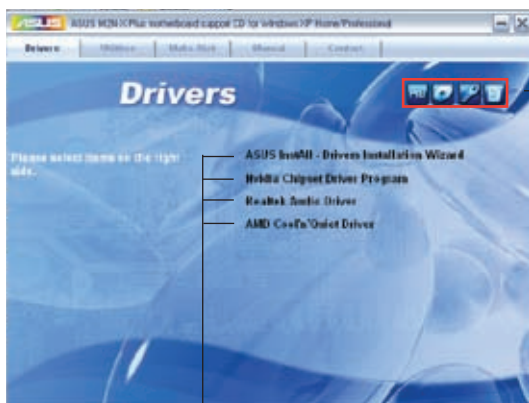 ASUS M2N-X Plus motherboard support CD for Windows XP Home/Professional
Drivers Utilities Make Disk Manual Contact
Drivers
Please select items on the right side.
ASUS InstAll - Drivers Installation Wizard
Nvidia Chipset Driver Program
Realtek Audio Driver
AMD Cool'n'Quiet Driver